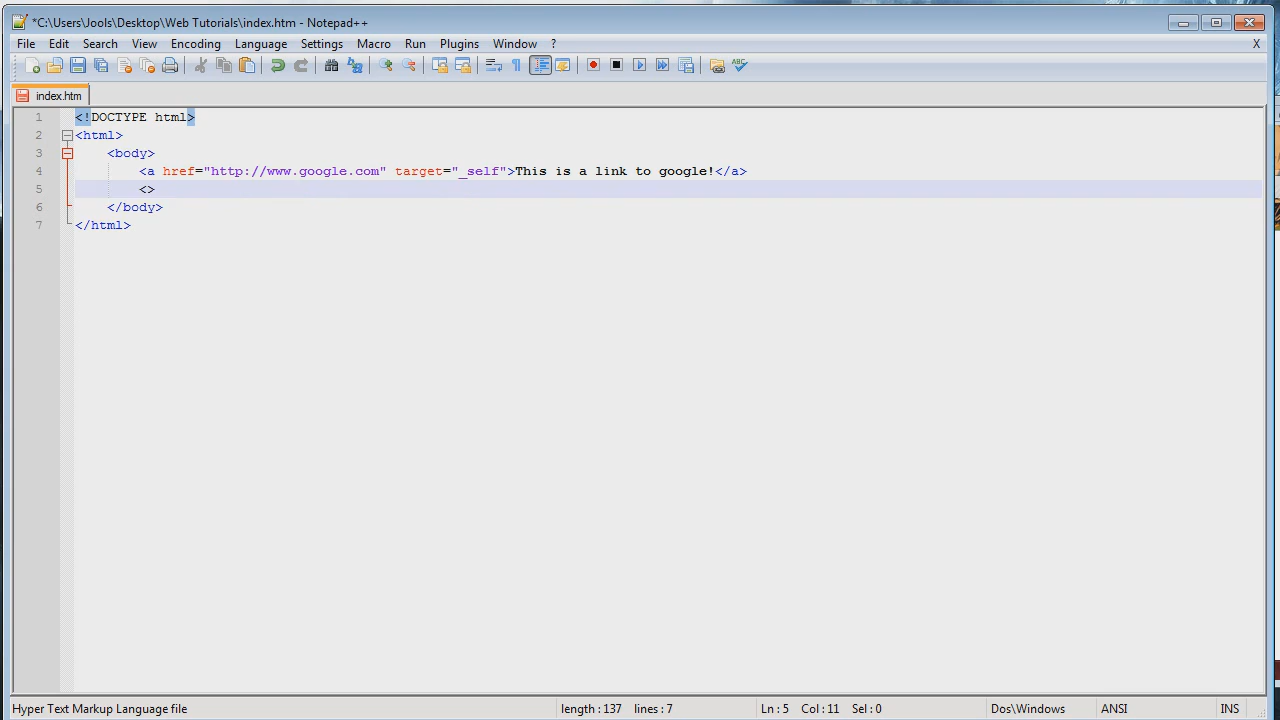 *C:\Users\Jools\Desktop\Web Tutorials\index.htm - Notepad++
File Edit Search View Encoding Language Settings Macro Run Plugins Window ? X
ABC
index.htm
1 <!DOCTYPE html>
2 <html>
3 <body>
4 <a href="http://www.google.com" target="_self">This is a link to google!</a>
5 <>
6 </body>
7 </html>
Hyper Text Markup Language file length : 137 lines : 7 Ln : 5 Col : 11 Sel : 0 Dos\Windows ANSI INS